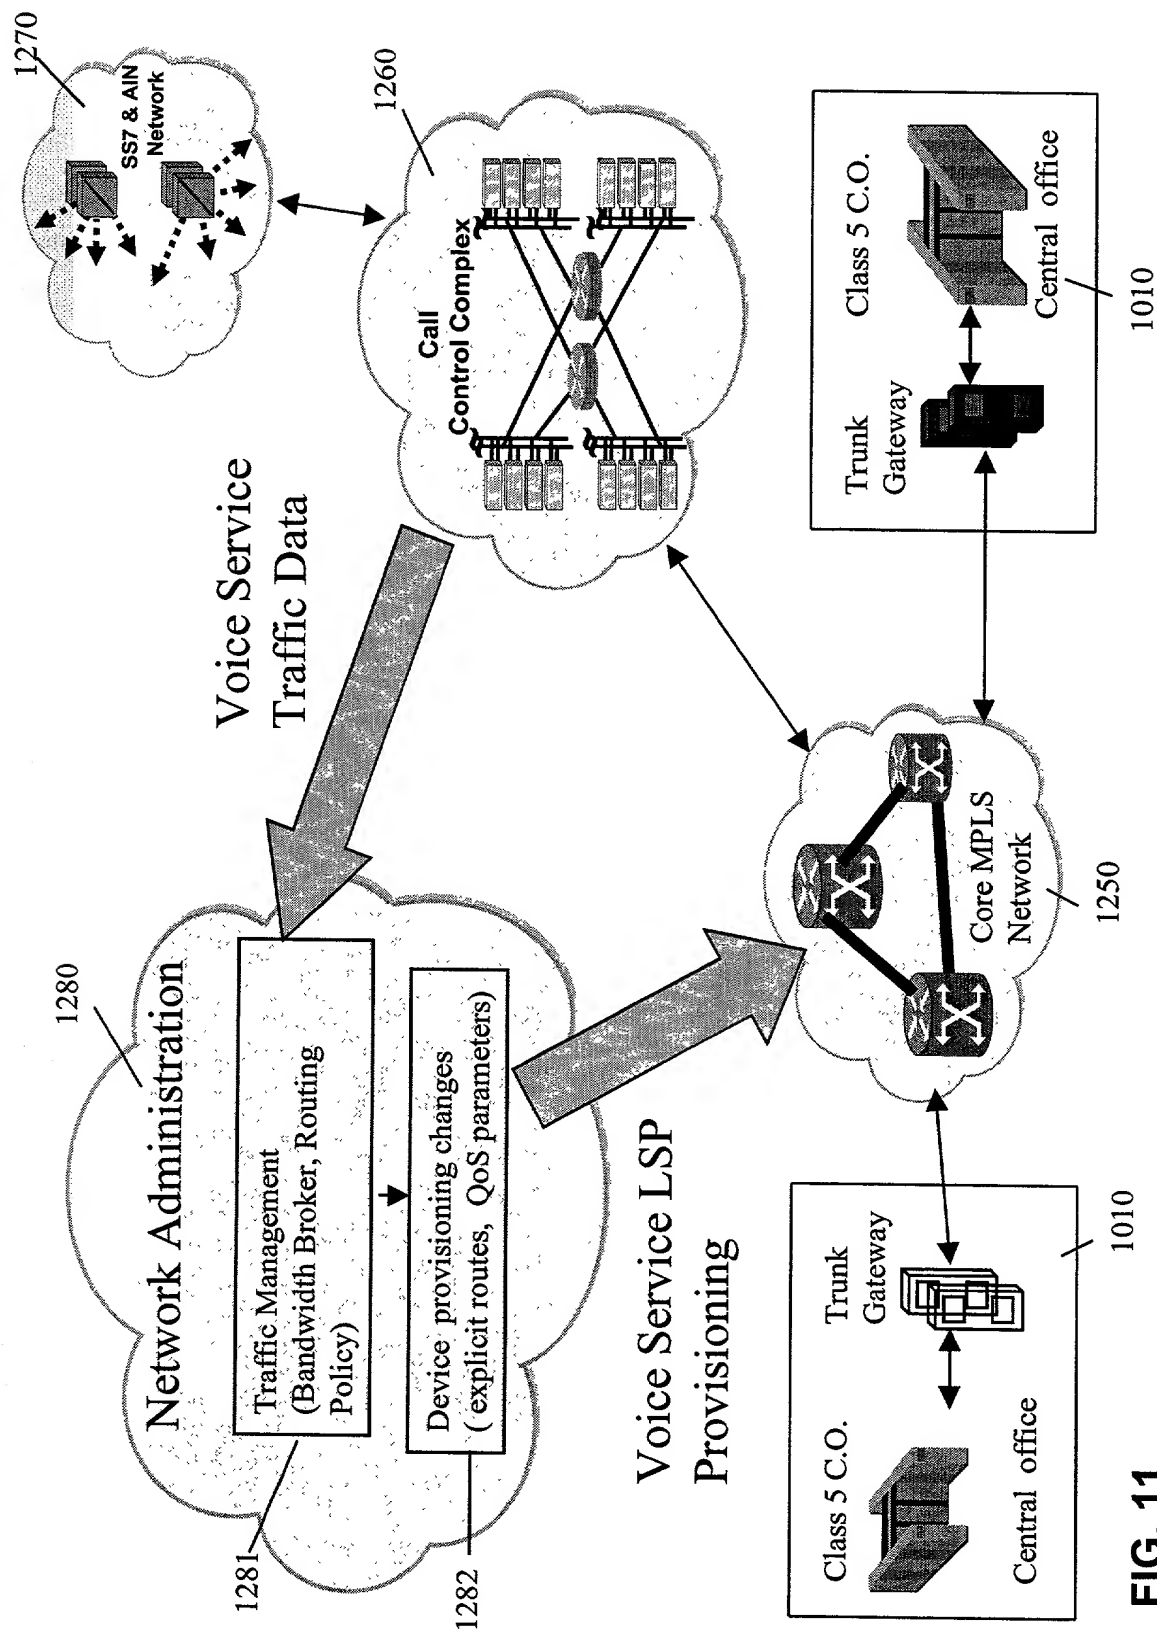 1280
Network Administration
Traffic Management
(Bandwidth Broker, Routing
Policy)
1281
Device provisioning changes
( explicit routes, QoS parameters)
1282
Voice Service
Traffic Data
1270
SS7 & AIN
Network
1260
Call
Control Complex
Voice Service LSP
Provisioning
Class 5 C.O.
Trunk
Gateway
Central office
1010
Core MPLS
Network
1250
Trunk
Gateway
Class 5 C.O.
Central office
1010
FIG. 11